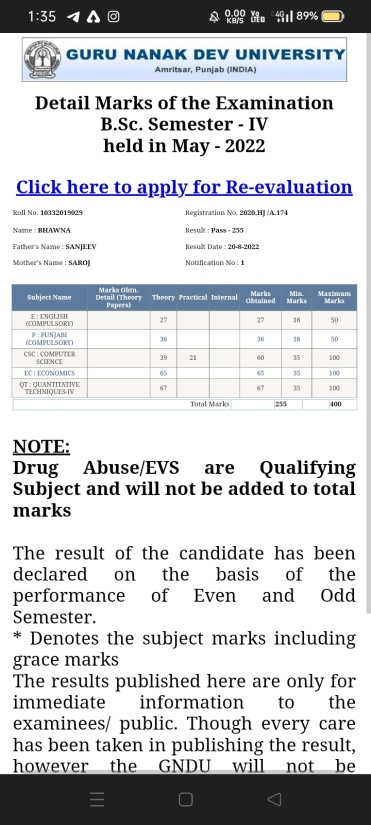 1:35
0.00 KB/S Vo LTED 4G 89%
GURU NANAK DEV UNIVERSITY
Amritsar, Punjab (INDIA)
Detail Marks of the Examination
B.Sc. Semester - IV
held in May - 2022
Click here to apply for Re-evaluation
Roll No. 10332019029 Registration No. 2020.HJ /A.174
Name : BHAWNA Result : Pass - 255
Father's Name : SANJEEV Result Date : 20-8-2022
Mother's Name : SAROJ Notification No : 1
Subject Name Marks Obtn. Detail (Theory Papers) Theory Practical Internal Marks Obtained Min. Marks Maximum Marks
E : ENGLISH (COMPULSORY) 27 27 18 50
P : PUNJABI (COMPULSORY) 36 36 18 50
CSC : COMPUTER SCIENCE 39 21 60 35 100
EC : ECONOMICS 65 65 35 100
QT : QUANTITATIVE TECHNIQUES-IV 67 67 35 100
Total Marks 255 400
NOTE:
Drug Abuse/EVS are Qualifying
Subject and will not be added to total
marks
The result of the candidate has been
declared on the basis of the
performance of Even and Odd
Semester.
* Denotes the subject marks including
grace marks
The results published here are only for
immediate information to the
examinees/ public. Though every care
has been taken in publishing the result,
however the GNDU will not be